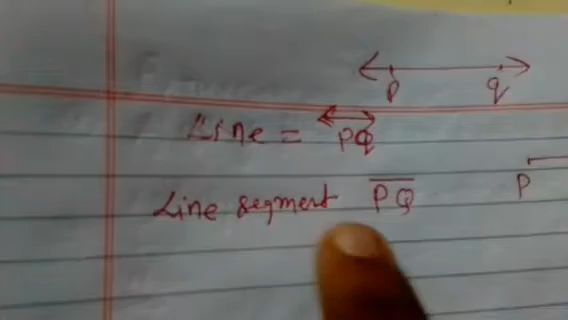 p q
Line = PQ
Line segment PQ
P